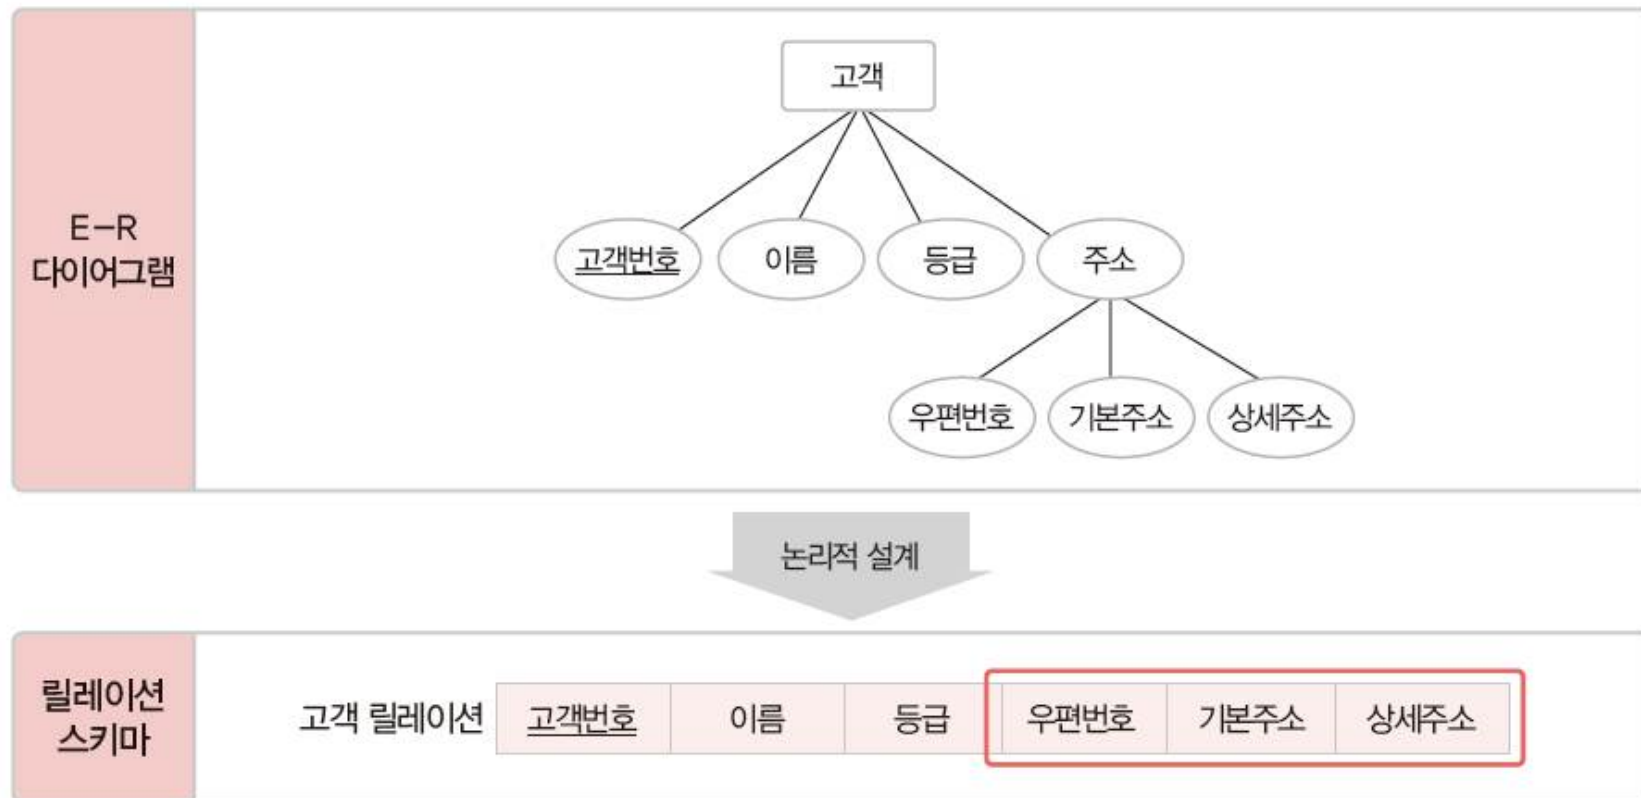 E-R
다이어그램
고객
고객번호 이름 등급 주소
우편번호 기본주소 상세주소
논리적 설계
릴레이션
스키마
고객 릴레이션 고객번호 이름 등급 우편번호 기본주소 상세주소